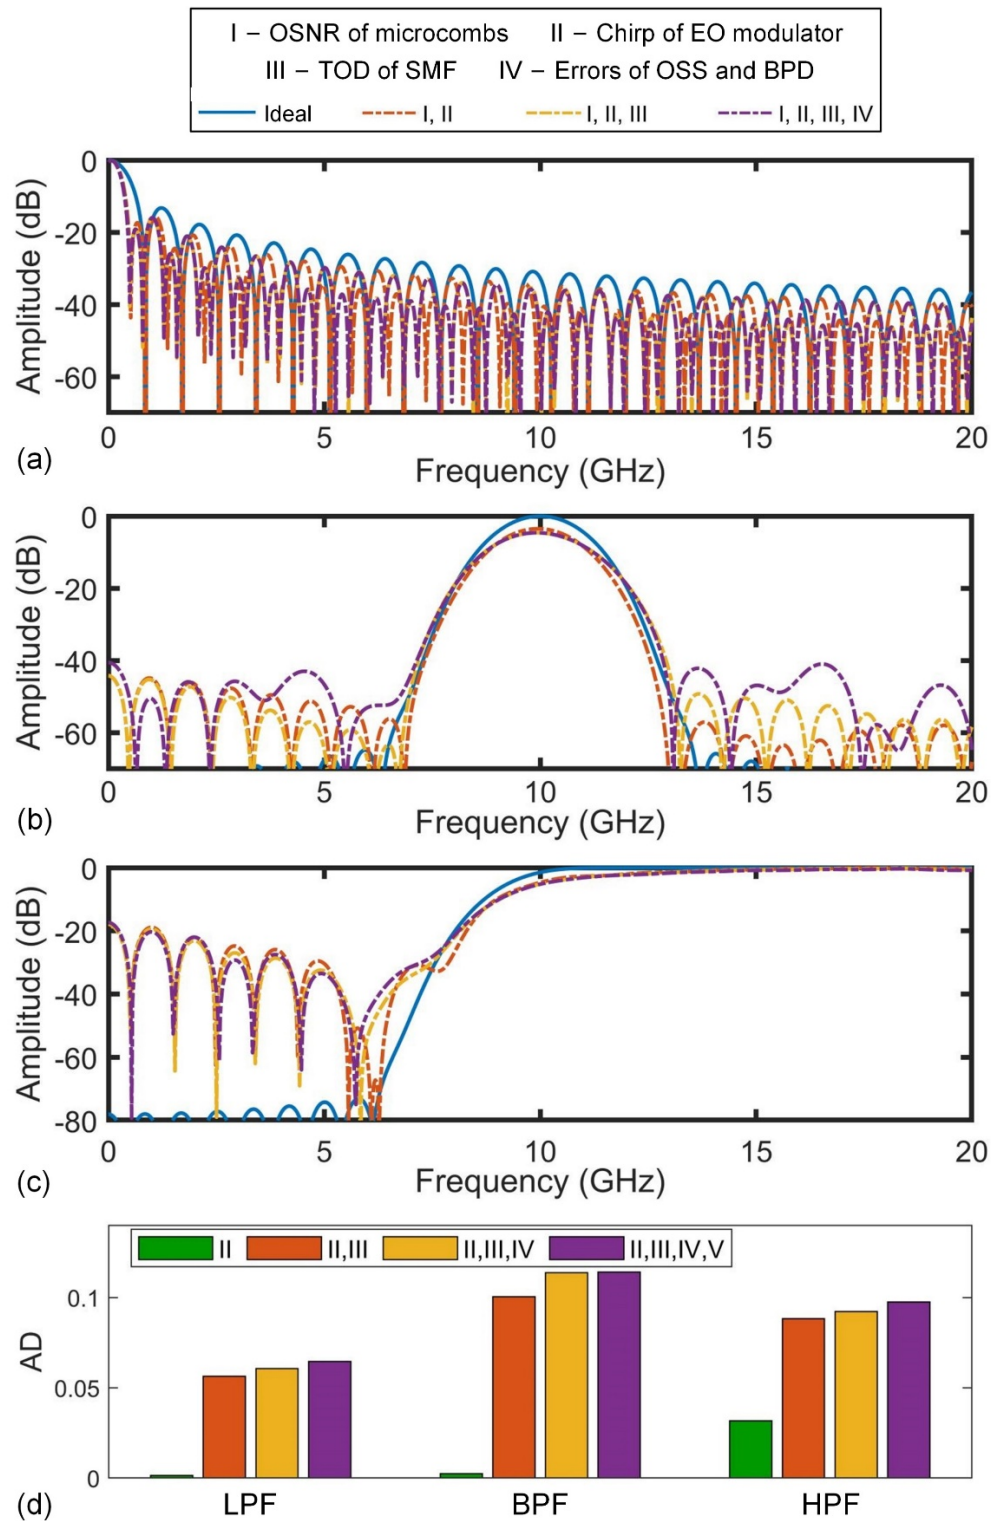 I – OSNR of microcombs II – Chirp of EO modulator
III – TOD of SMF IV – Errors of OSS and BPD
Ideal I, II I, II, III I, II, III, IV
0
-20
-40
-60
Amplitude (dB)
0 5 10 15 20
Frequency (GHz)
(a)
0
-20
-40
-60
Amplitude (dB)
0 5 10 15 20
Frequency (GHz)
(b)
0
-20
-40
-60
-80
Amplitude (dB)
0 5 10 15 20
Frequency (GHz)
(c)
II II,III II,III,IV II,III,IV,V
0.1
0.05
0
AD
LPF BPF HPF
(d)